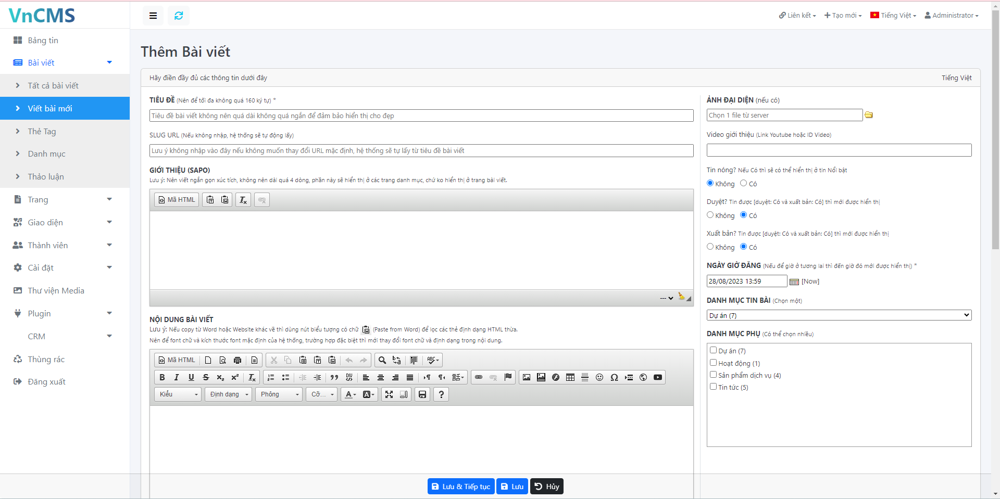 VnCMS
Liên kết
Tạo mới
Tiếng Việt
Administrator
Bảng tin
Bài viết
Tất cả bài viết
Viết bài mới
Thẻ Tag
Danh mục
Thảo luận
Trang
Giao diện
Thành viên
Cài đặt
Thư viện Media
Plugin
CRM
Thùng rác
Đăng xuất
Thêm Bài viết
Hãy điền đầy đủ các thông tin dưới đây
Tiếng Việt
TIÊU ĐỀ (Nên để tối đa không quá 160 ký tự) *
Tiêu đề bài viết không nên quá dài không quá ngắn để đảm bảo hiển thị cho đẹp
SLUG URL (Nếu không nhập, hệ thống sẽ tự động lấy)
Lưu ý không nhập vào đây nếu không muốn thay đổi URL mặc định, hệ thống sẽ tự lấy từ tiêu đề bài viết
GIỚI THIỆU (SAPO)
Lưu ý: Nên viết ngắn gọn xúc tích, không nên dài quá 4 dòng, phần này sẽ hiển thị ở các trang danh mục, chứ ko hiển thị ở trang bài viết.
Mã HTML
---
NỘI DUNG BÀI VIẾT
Lưu ý: Nếu copy từ Word hoặc Website khác về thì dùng nút biểu tượng có chữ (Paste from Word) để lọc các thẻ định dạng HTML thừa.
Nên để font chữ và kích thước font mặc định của hệ thống, trường hợp đặc biệt thì mới thay đổi font chữ và định dạng trong nội dung.
Mã HTML
Kiểu
Định dạng
Phông
Cỡ...
Lưu & Tiếp tục
Lưu
Hủy
ẢNH ĐẠI DIỆN (nếu có)
Chọn 1 file từ server
Video giới thiệu (Link Youtube hoặc ID Video)
Tin nóng? Nếu Có thì sẽ có thể hiển thị ở tin Nổi bật
Không Có
Duyệt? Tin được [duyệt: Có và xuất bản: Có] thì mới được hiển thị
Không Có
Xuất bản? Tin được [duyệt: Có và xuất bản: Có] thì mới được hiển thị
Không Có
NGÀY GIỜ ĐĂNG (Nếu để giờ ở tương lai thì đến giờ đó mới được hiển thị) *
28/08/2023 13:59 [Now]
DANH MỤC TIN BÀI (Chọn một)
Dự án (7)
DANH MỤC PHỤ (Có thể chọn nhiều)
Dự án (7)
Hoạt động (1)
Sản phẩm dịch vụ (4)
Tin tức (5)